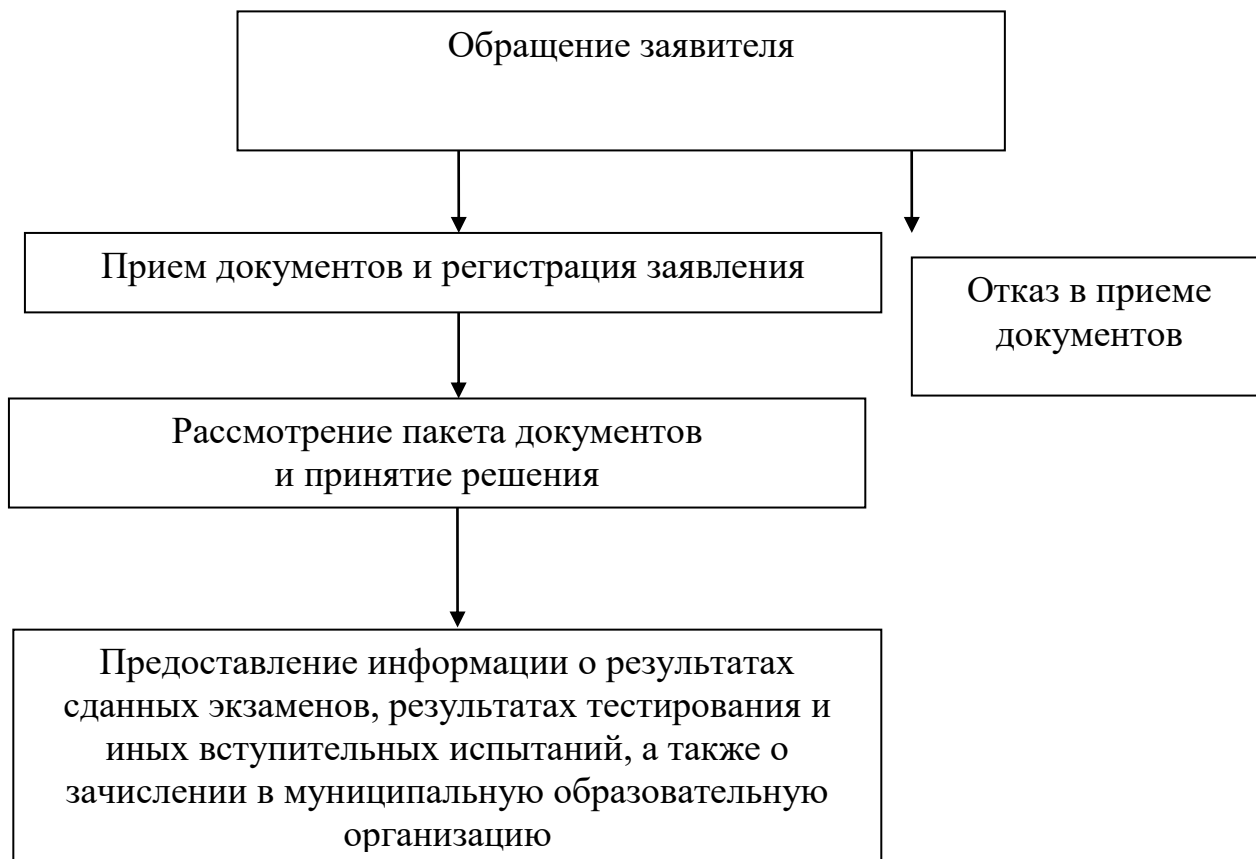 Обращение заявителя
Прием документов и регистрация заявления
Отказ в приеме
документов
Рассмотрение пакета документов
и принятие решения
Предоставление информации о результатах
сданных экзаменов, результатах тестирования и
иных вступительных испытаний, а также о
зачислении в муниципальную образовательную
организацию